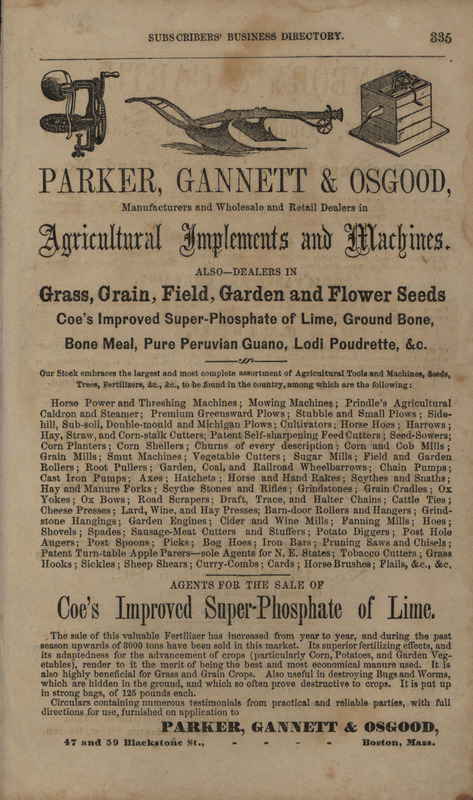 SUBSCRIBERS' BUSINESS DIRECTORY. 335
PARKER, GANNETT & OSGOOD,
Manufacturers and Wholesale and Retail Dealers in
Agricultural Implements and Machines.
ALSO—DEALERS IN
Grass, Grain, Field, Garden and Flower Seeds
Coe's Improved Super-Phosphate of Lime, Ground Bone,
Bone Meal, Pure Peruvian Guano, Lodi Poudrette, &c.
Our Stock embraces the largest and most complete assortment of Agricultural Tools and Machines, Seeds,
Trees, Fertilizers, &c., &c., to be found in the country, among which are the following:
Horse Power and Threshing Machines; Mowing Machines; Prindle's Agricultural
Caldron and Steamer; Premium Greensward Plows; Stubble and Small Plows; Side-
hill, Sub-soil, Double-mould and Michigan Plows; Cultivators; Horse Hoes; Harrows;
Hay, Straw, and Corn-stalk Cutters; Patent Self-sharpening Feed Cutters; Seed-Sowers;
Corn Planters; Corn Shellers; Churns of every description; Corn and Cob Mills;
Grain Mills; Smut Machines; Vegetable Cutters; Sugar Mills; Field and Garden
Rollers; Root Pullers; Garden, Coal, and Railroad Wheelbarrows; Chain Pumps;
Cast Iron Pumps; Axes; Hatchets; Horse and Hand Rakes; Scythes and Snaths;
Hay and Manure Forks; Scythe Stones and Rifles; Grindstones; Grain Cradles; Ox
Yokes; Ox Bows; Road Scrapers; Draft, Trace, and Halter Chains; Cattle Ties;
Cheese Presses; Lard, Wine, and Hay Presses; Barn-door Rollers and Hangers; Grind-
stone Hangings; Garden Engines; Cider and Wine Mills; Fanning Mills; Hoes;
Shovels; Spades; Sausage-Meat Cutters and Stuffers; Potato Diggers; Post Hole
Augers; Post Spoons; Picks; Bog Hoes; Iron Bars; Pruning Saws and Chisels;
Patent Turn-table Apple Parers—sole Agents for N. E. States; Tobacco Cutters; Grass
Hooks; Sickles; Sheep Shears; Curry-Combs; Cards; Horse Brushes; Flails, &c., &c.
AGENTS FOR THE SALE OF
Coe's Improved Super-Phosphate of Lime.
The sale of this valuable Fertilizer has increased from year to year, and during the past
season upwards of 3000 tons have been sold in this market. Its superior fertilizing effects, and
its adaptedness for the advancement of crops (particularly Corn, Potatoes, and Garden Veg-
etables), render to it the merit of being the best and most economical manure used. It is
also highly beneficial for Grass and Grain Crops. Also useful in destroying Bugs and Worms,
which are hidden in the ground, and which so often prove destructive to crops. It is put up
in strong bags, of 125 pounds each.
Circulars containing numerous testimonials from practical and reliable parties, with full
directions for use, furnished on application to
PARKER, GANNETT & OSGOOD,
47 and 59 Blackstone St., - - - - Boston, Mass.